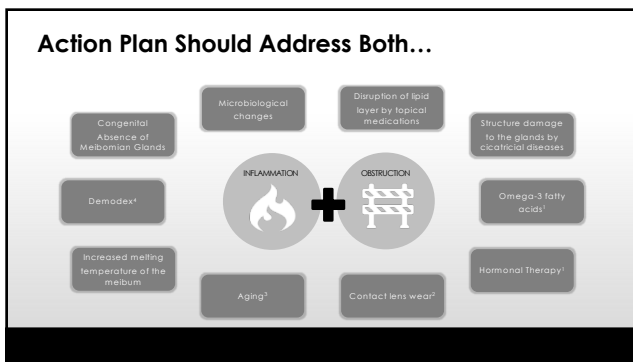 Action Plan Should Address Both…
Microbiological
changes
Disruption of lipid
layer by topical
medications
Congenital
Absence of
Meibomian Glands
Structure damage
to the glands by
cicatricial diseases
INFLAMMATION
OBSTRUCTION
Demodex⁴
Omega-3 fatty
acids¹
Increased melting
temperature of the
meibum
Hormonal Therapy¹
Aging³
Contact lens wear²